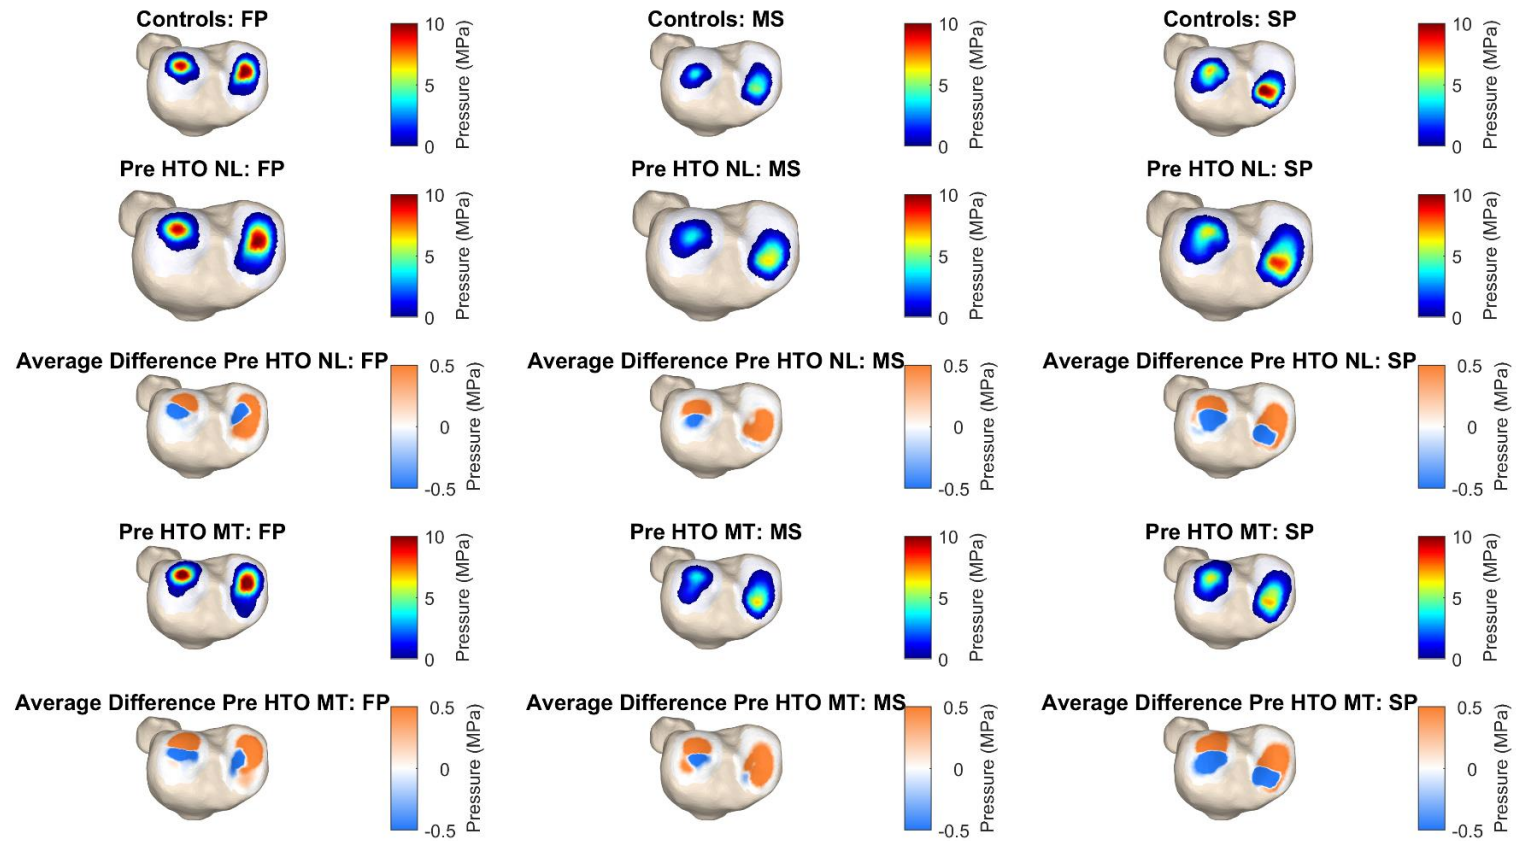 Controls: FP
10
5
0
Pressure (MPa)
Controls: MS
10
5
0
Pressure (MPa)
Controls: SP
10
5
0
Pressure (MPa)
Pre HTO NL: FP
10
5
0
Pressure (MPa)
Pre HTO NL: MS
10
5
0
Pressure (MPa)
Pre HTO NL: SP
10
5
0
Pressure (MPa)
Average Difference Pre HTO NL: FP
0.5
0
-0.5
Pressure (MPa)
Average Difference Pre HTO NL: MS
0.5
0
-0.5
Pressure (MPa)
Average Difference Pre HTO NL: SP
0.5
0
-0.5
Pressure (MPa)
Pre HTO MT: FP
10
5
0
Pressure (MPa)
Pre HTO MT: MS
10
5
0
Pressure (MPa)
Pre HTO MT: SP
10
5
0
Pressure (MPa)
Average Difference Pre HTO MT: FP
0.5
0
-0.5
Pressure (MPa)
Average Difference Pre HTO MT: MS
0.5
0
-0.5
Pressure (MPa)
Average Difference Pre HTO MT: SP
0.5
0
-0.5
Pressure (MPa)